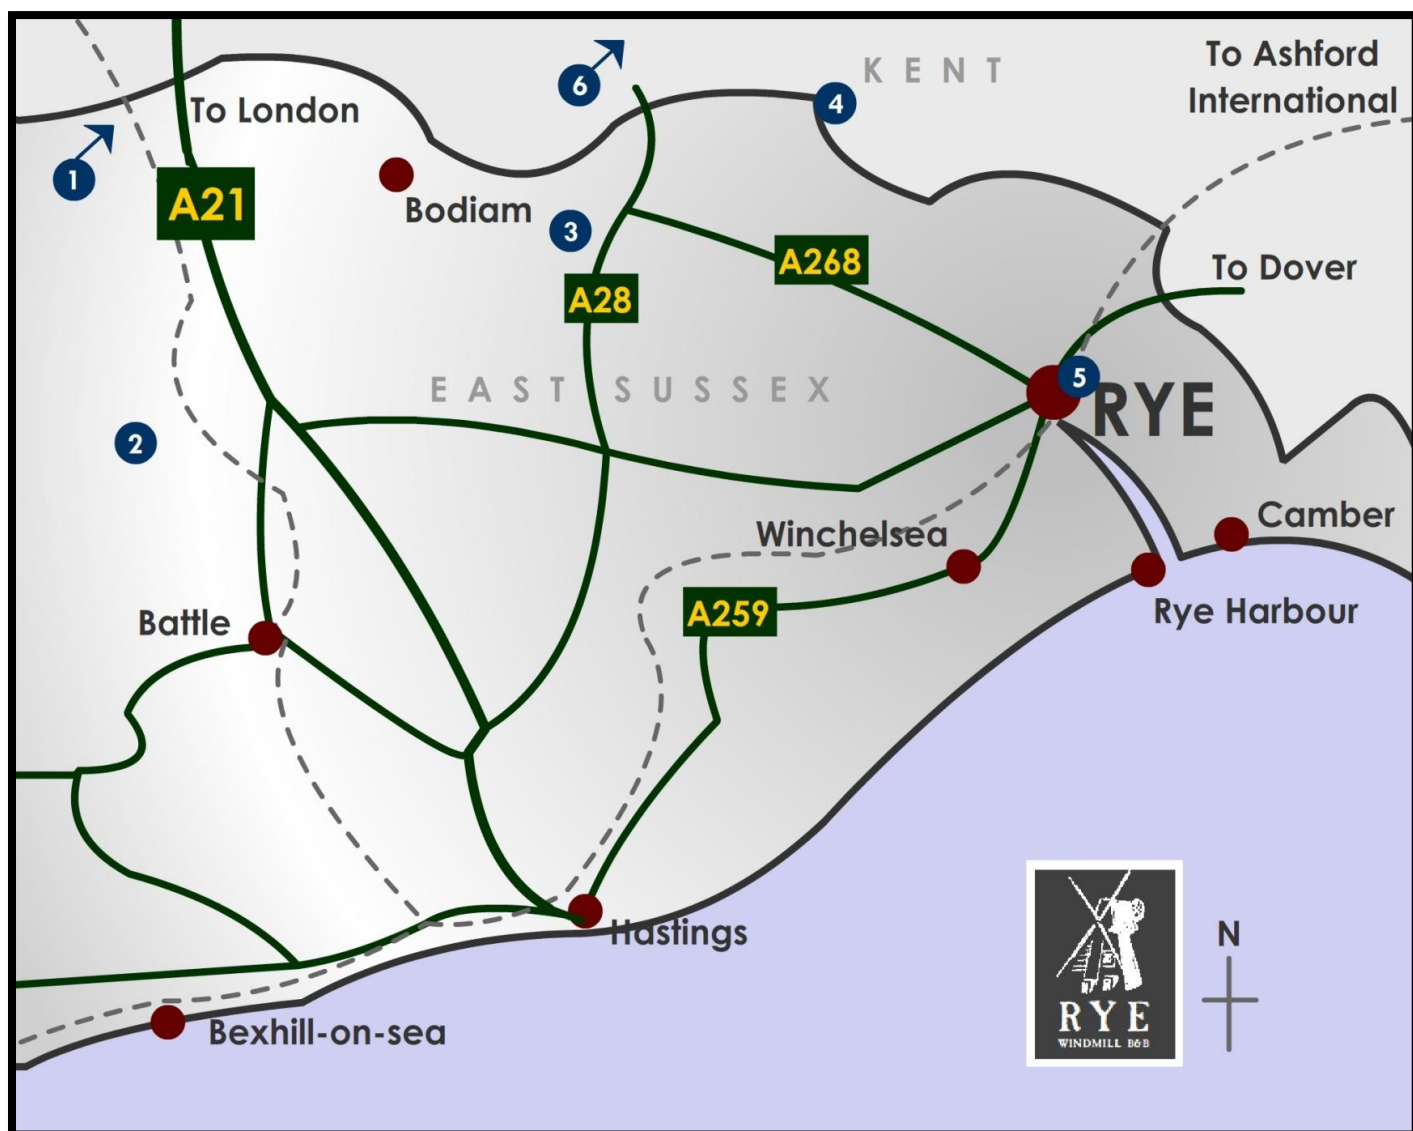 To London
6
KENT
4
To Ashford
International
1
A21
Bodiam
3
A268
To Dover
A28
EAST SUSSEX
5
RYE
2
Winchelsea
Camber
Battle
A259
Rye Harbour
Hastings
N
RYE
WINDMILL B&B
Bexhill-on-sea